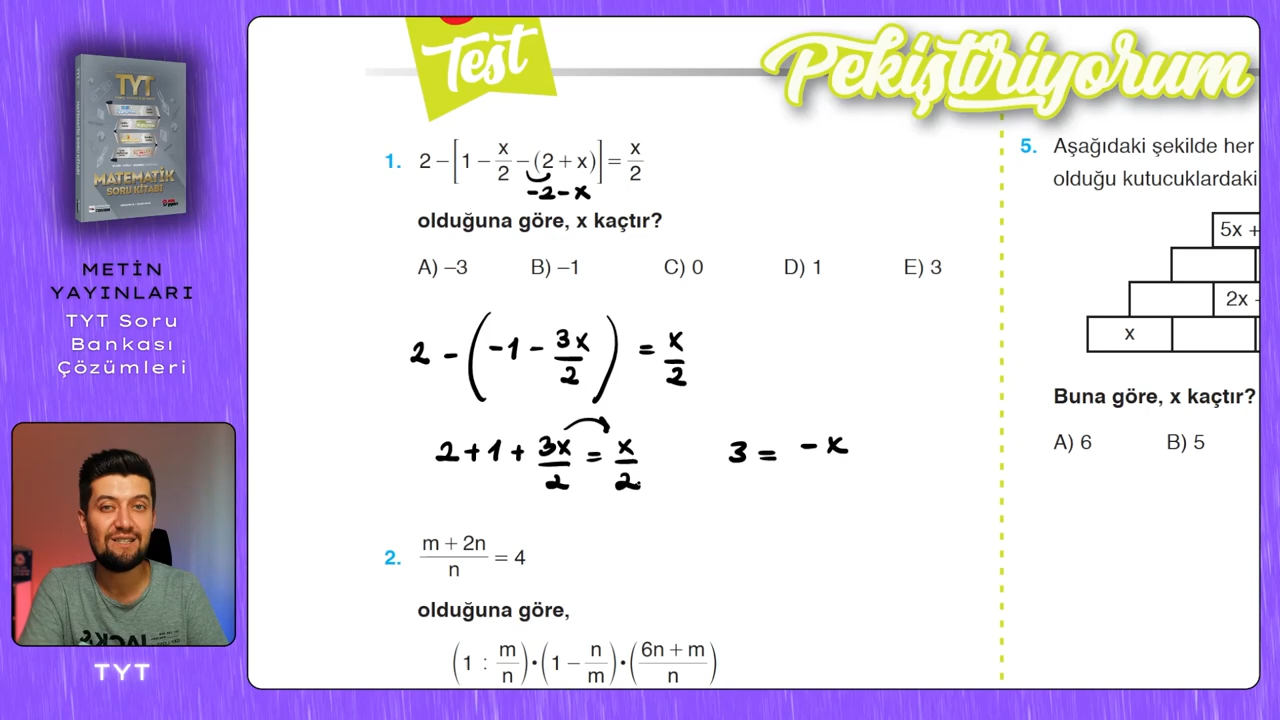 TYT
MATEMATİK
SORU KİTABI
METİN
YAYINLARI
TYT Soru
Bankası
Çözümleri
TYT
Test
Pekiştiriyorum
1. 2 − [1 − x/2 − (2 + x)] = x/2
-2 - x
olduğuna göre, x kaçtır?
A) –3 B) –1 C) 0 D) 1 E) 3
2 - (-1 - 3x/2) = x/2
2 + 1 + 3x/2 = x/2 3 = -x
2. m + 2n/n = 4
olduğuna göre,
(1 : m/n)·(1 − n/m)·(6n + m/n)
5. Aşağıdaki şekilde her
olduğu kutucuklardaki
5x +
2x -
x
Buna göre, x kaçtır?
A) 6 B) 5